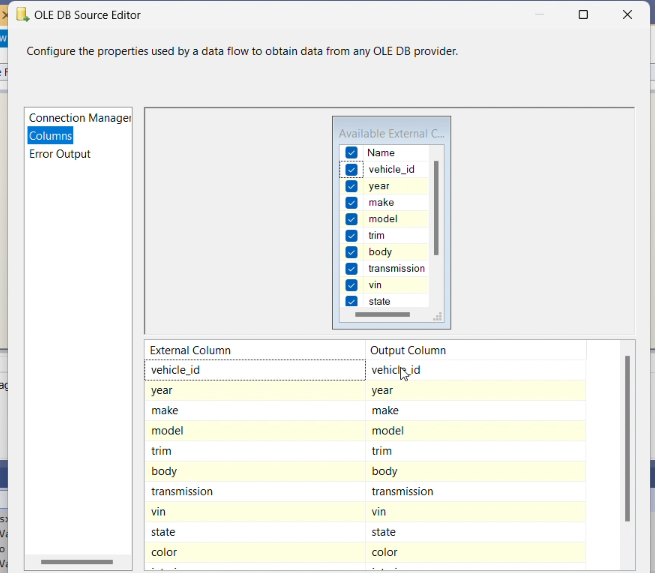 OLE DB Source Editor
Configure the properties used by a data flow to obtain data from any OLE DB provider.
Connection Manager
Columns
Error Output
Available External C...
Name
vehicle_id
year
make
model
trim
body
transmission
vin
state
External Column Output Column
vehicle_id vehicle_id
year year
make make
model model
trim trim
body body
transmission transmission
vin vin
state state
color color